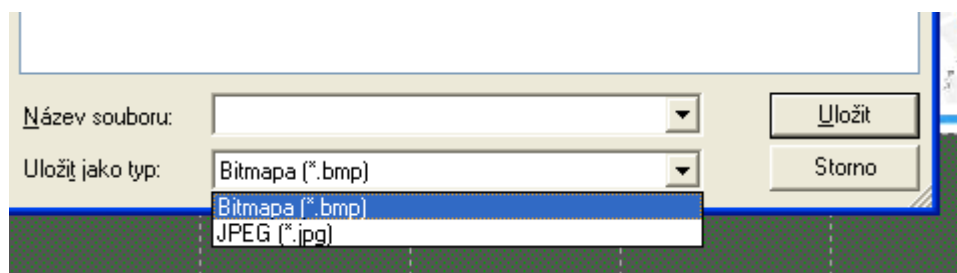 Název souboru:
Uložit
Uložit jako typ:
Bitmapa (*.bmp)
Storno
Bitmapa (*.bmp)
JPEG (*.jpg)